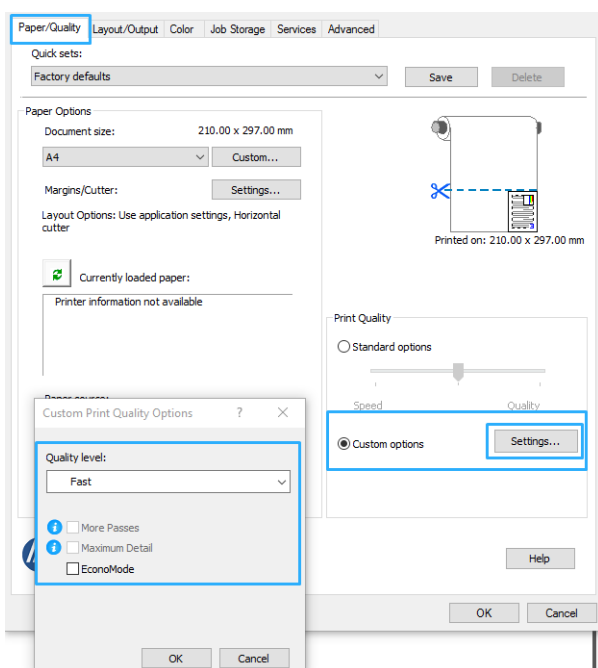 Paper/Quality Layout/Output Color Job Storage Services Advanced
Quick sets:
Factory defaults Save Delete
Paper Options
Document size: 210.00 x 297.00 mm
A4 Custom...
Margins/Cutter: Settings...
Layout Options: Use application settings, Horizontal
cutter
Printed on: 210.00 x 297.00 mm
Currently loaded paper:
Printer information not available
Print Quality
Standard options
Speed Quality
Custom options Settings...
Paper source:
Custom Print Quality Options ?
Quality level:
Fast
More Passes
Maximum Detail
EconoMode
OK Cancel
Help
OK Cancel